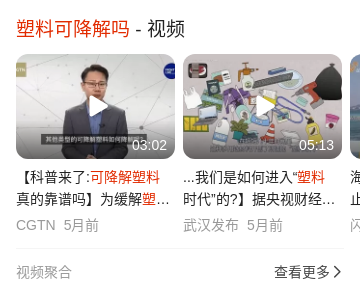 塑料可降解吗 - 视频
其他类型的可降解塑料如何降解呢?
03:02
05:13
【科普来了:可降解塑料
真的靠谱吗】为缓解塑...
CGTN 5月前
...我们是如何进入“塑料
时代”的?】据央视财经...
武汉发布 5月前
海
止
闪
视频聚合
查看更多